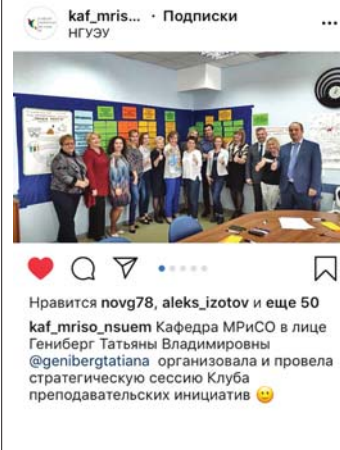 kaf_mris... · Подписки
НГУЭУ
Нравится novg78, aleks_izotov и еще 50
kaf_mriso_nsuem Кафедра МРиСО в лице
Гениберг Татьяны Владимировны
@genibergtatiana организовала и провела
стратегическую сессию Клуба
преподавательских инициатив